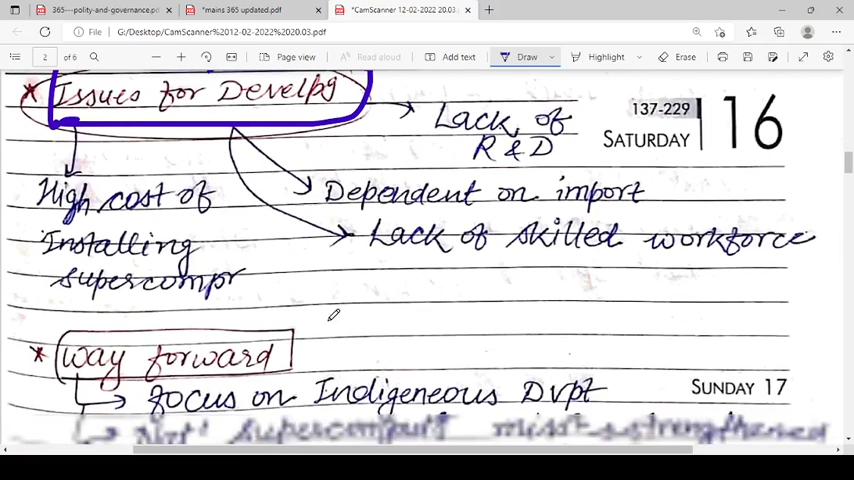 365---polity-and-governance.pd
*mains 365 updated.pdf
*CamScanner 12-02-2022 20.03.p
File
G:/Desktop/CamScanner%2012-02-2022%2020.03.pdf
2 of 6
Read aloud
Add text
Draw
Highlight
Erase
* Issues for Develpg
Lack of
R & D
137-229
SATURDAY
16
High cost of
Installing
supercompr
Dependent on import
Lack of skilled workforce
* Way forward
focus on Indigeneous Dvpt
SUNDAY 17